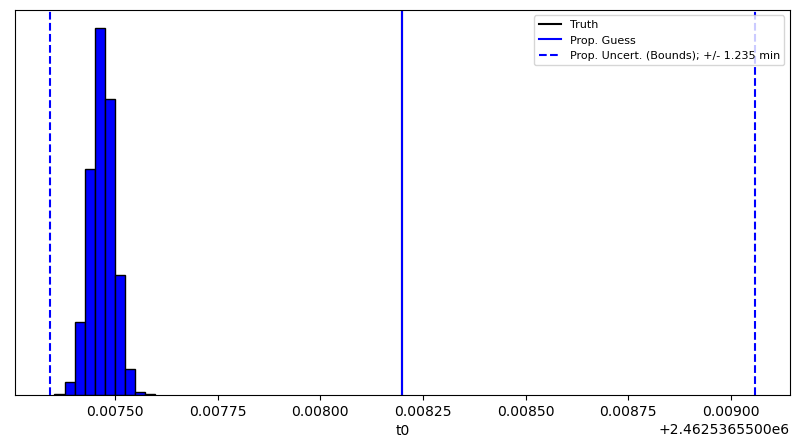 Truth
Prop. Guess
Prop. Uncert. (Bounds); +/- 1.235 min
0.00750 0.00775 0.00800 0.00825 0.00850 0.00875 0.00900
t0
+2.4625365500e6